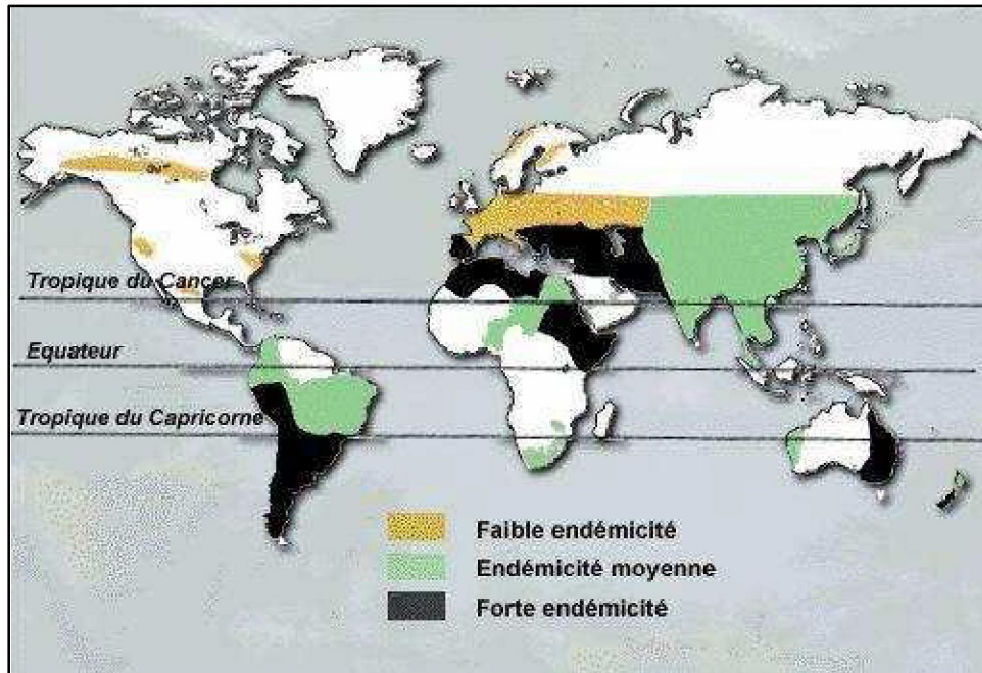 Tropique du Cancer
Equateur
Tropique du Capricorne
Faible endémicité
Endémicité moyenne
Forte endémicité